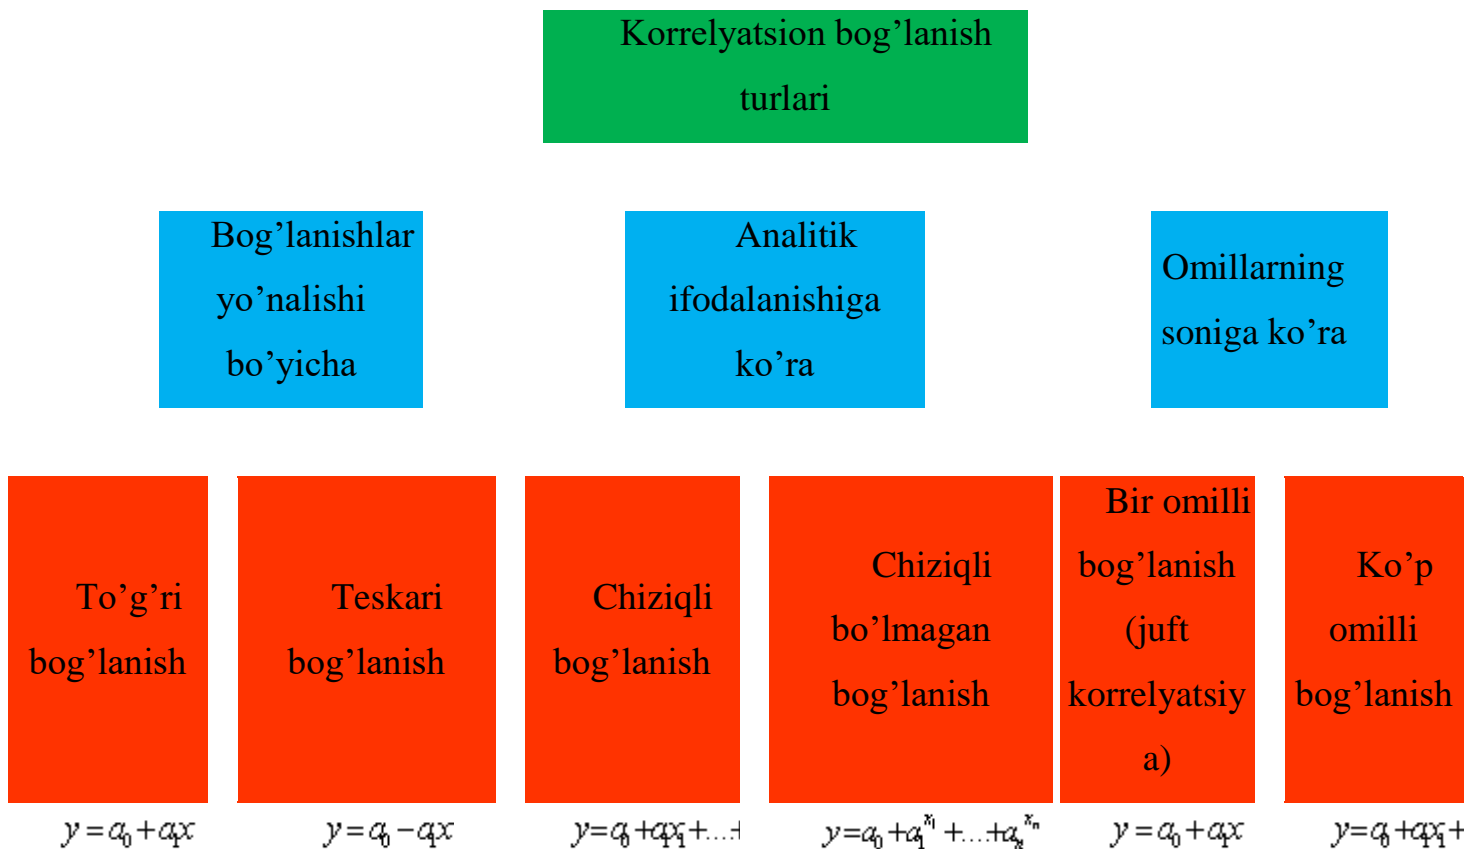 Korrelyatsion bog’lanish
turlari
Bog’lanishlar
yo’nalishi
bo’yicha
Analitik
ifodalanishiga
ko’ra
Omillarning
soniga ko’ra
To’g’ri
bog’lanish
Teskari
bog’lanish
Chiziqli
bog’lanish
Chiziqli
bo’lmagan
bog’lanish
Bir omilli
bog’lanish
(juft
korrelyatsiy
a)
Ko’p
omilli
bog’lanish
y = a₀ + a₁x
y = a₀ − a₁x
y = a₀ + a₁x₁ + ....+
y = a₀ + a₁^x₁ + ....+ aₙ^xₙ
y = a₀ + a₁x
y = a₀ + a₁x₁ +